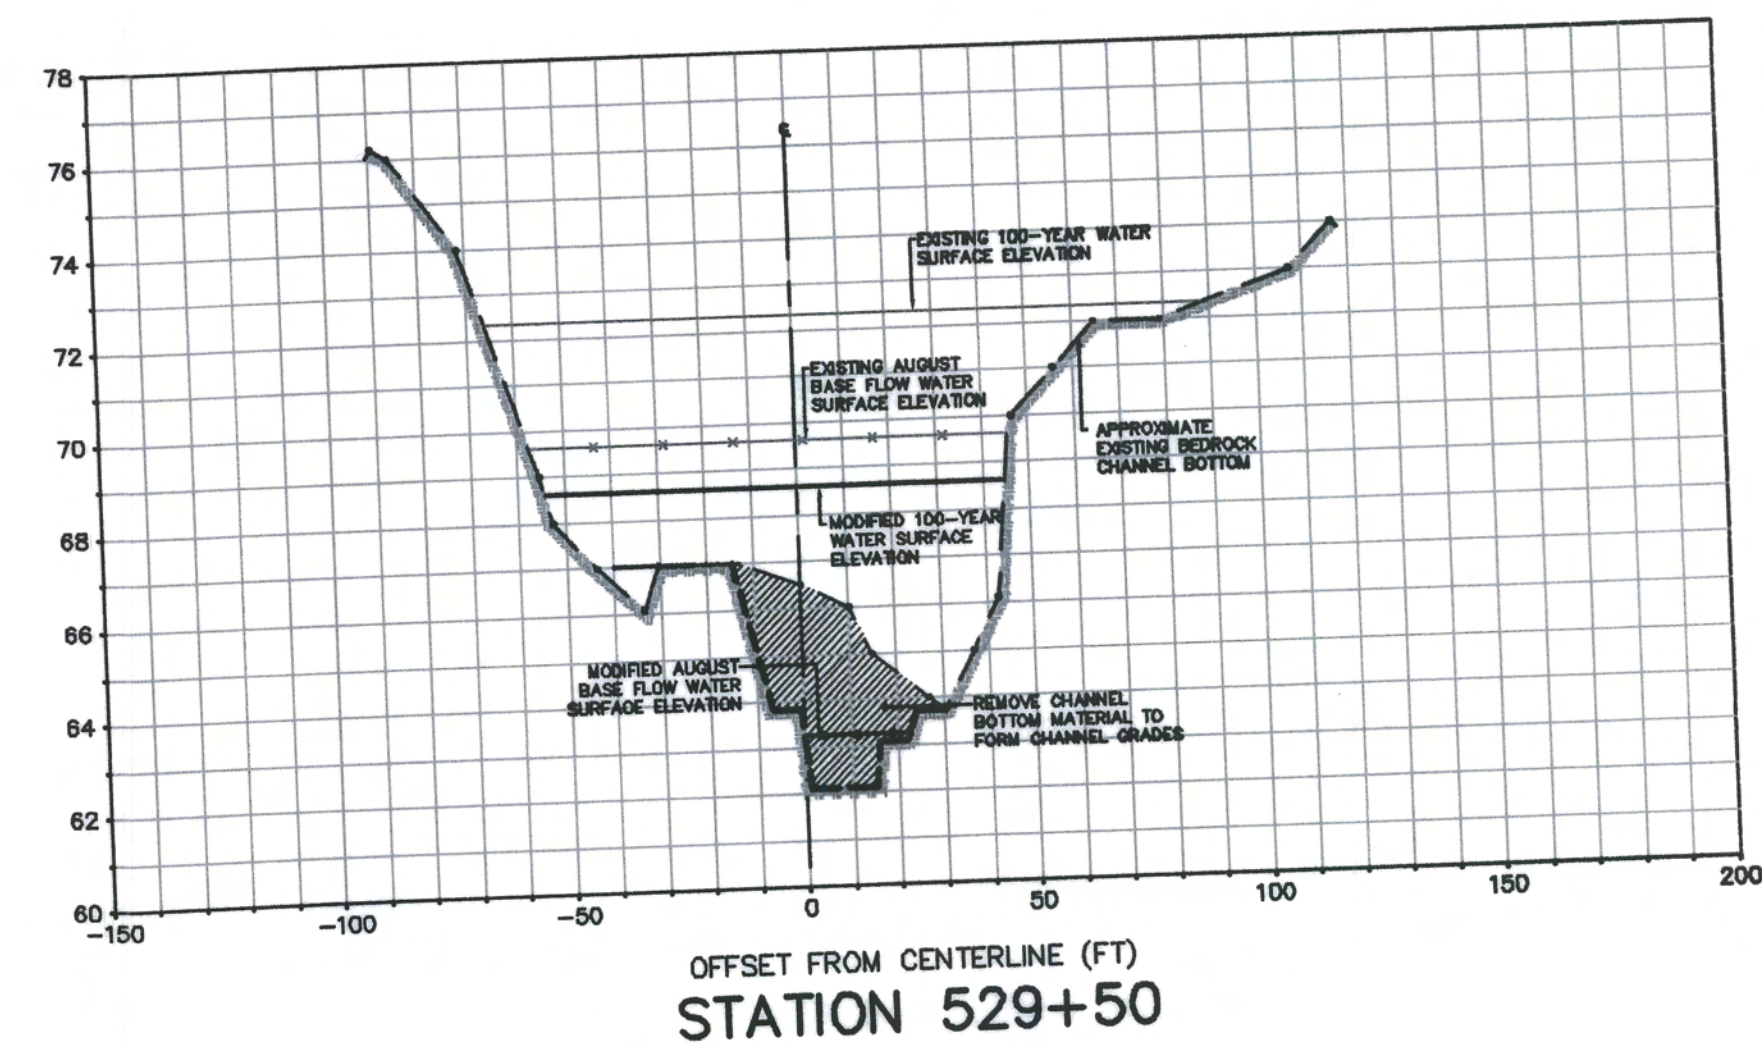 78
76
74
72
70
68
66
64
62
60
℄
EXISTING 100-YEAR WATER
SURFACE ELEVATION
EXISTING AUGUST
BASE FLOW WATER
SURFACE ELEVATION
APPROXIMATE
EXISTING BEDROCK
CHANNEL BOTTOM
MODIFIED 100-YEAR
WATER SURFACE
ELEVATION
MODIFIED AUGUST
BASE FLOW WATER
SURFACE ELEVATION
REMOVE CHANNEL
BOTTOM MATERIAL TO
FORM CHANNEL GRADES
-150
-100
-50
0
50
100
150
200
OFFSET FROM CENTERLINE (FT)
STATION 529+50